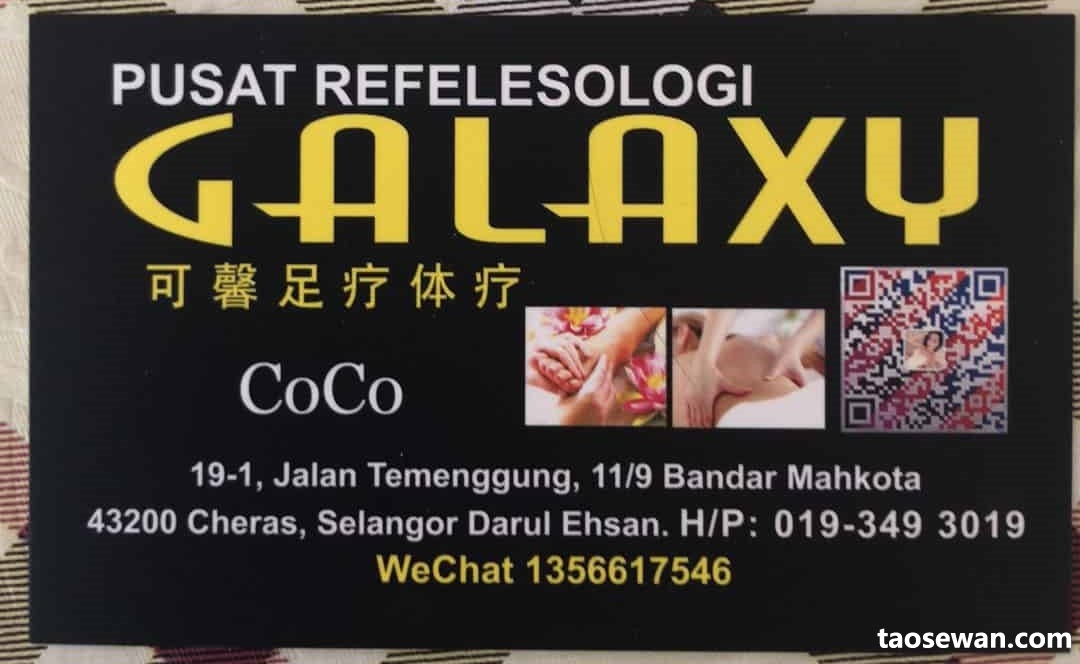 PUSAT REFELESOLOGI
GALAXY
可馨足疗体疗
CoCo
19-1, Jalan Temenggung, 11/9 Bandar Mahkota
43200 Cheras, Selangor Darul Ehsan. H/P: 019-349 3019
WeChat 1356617546
taosewan.com